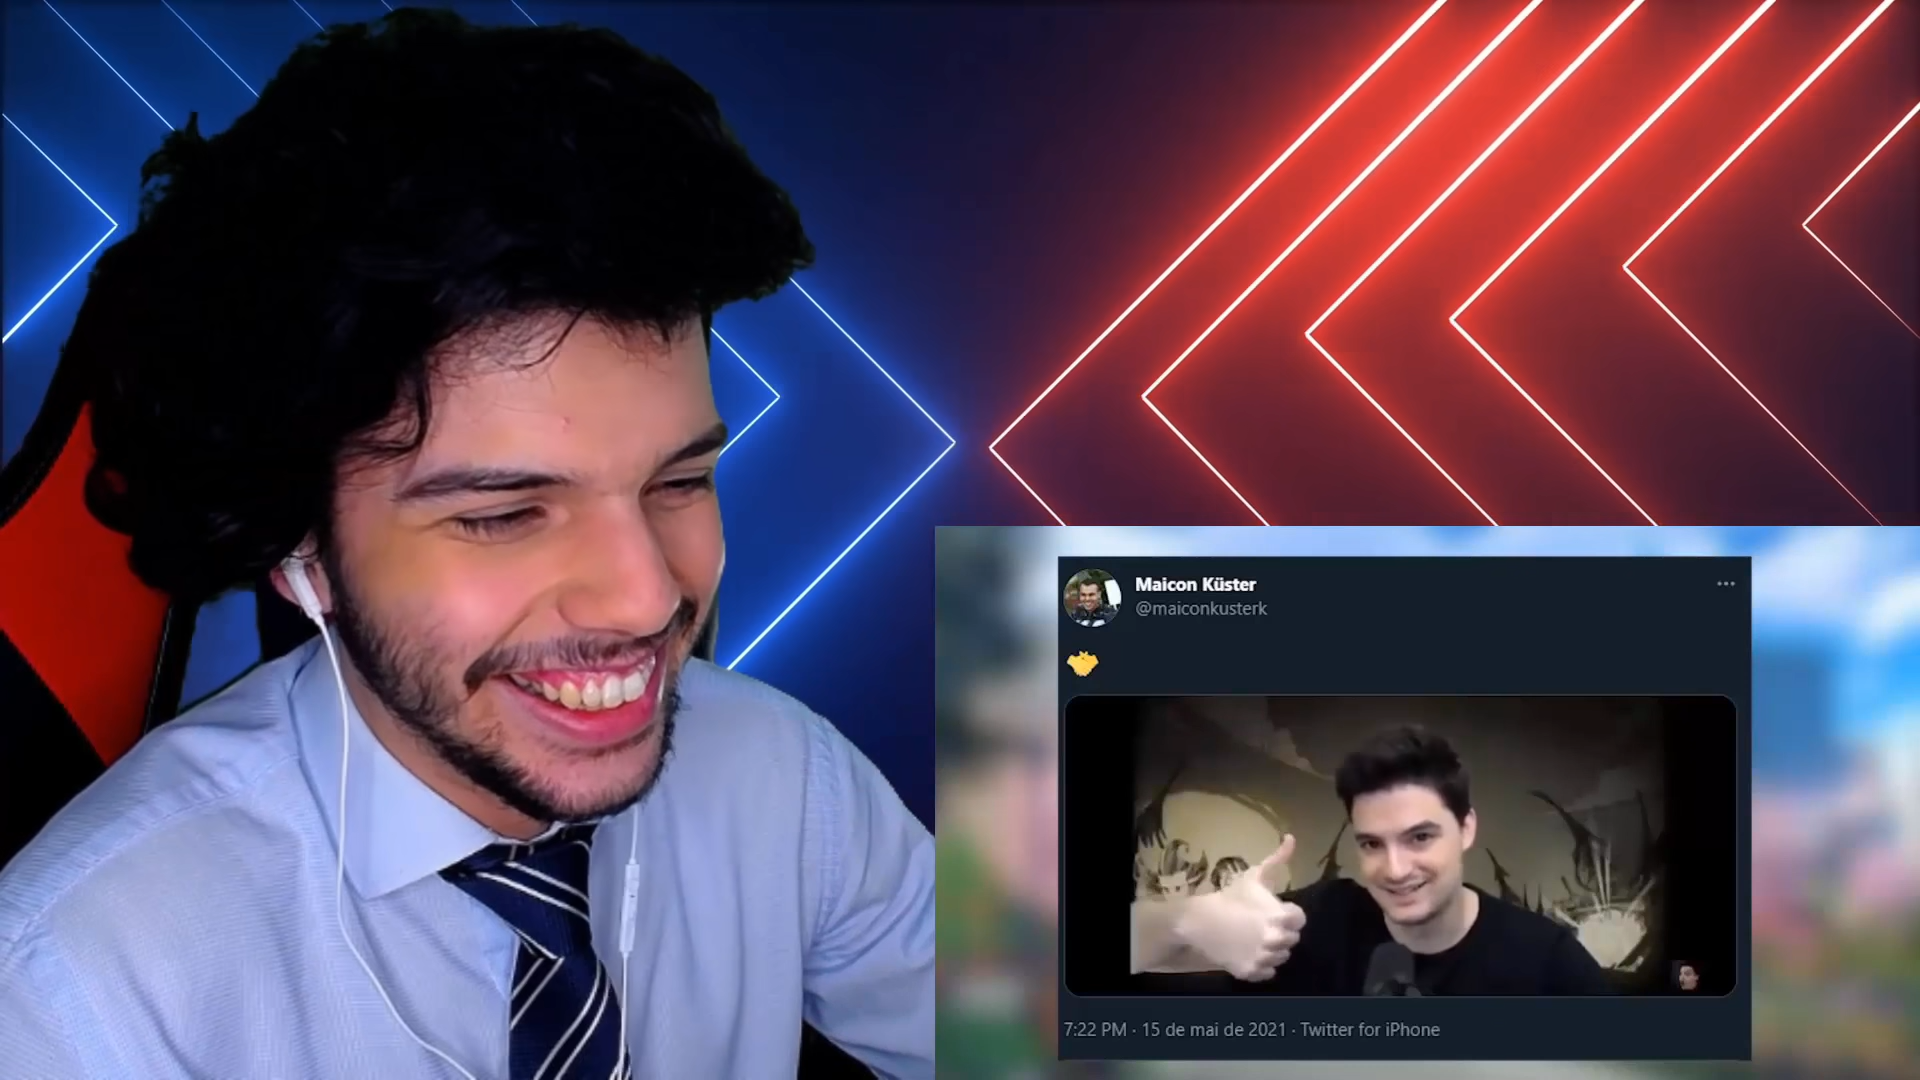 Maicon Küster
@maiconkusterk
7:22 PM · 15 de mai de 2021 · Twitter for iPhone